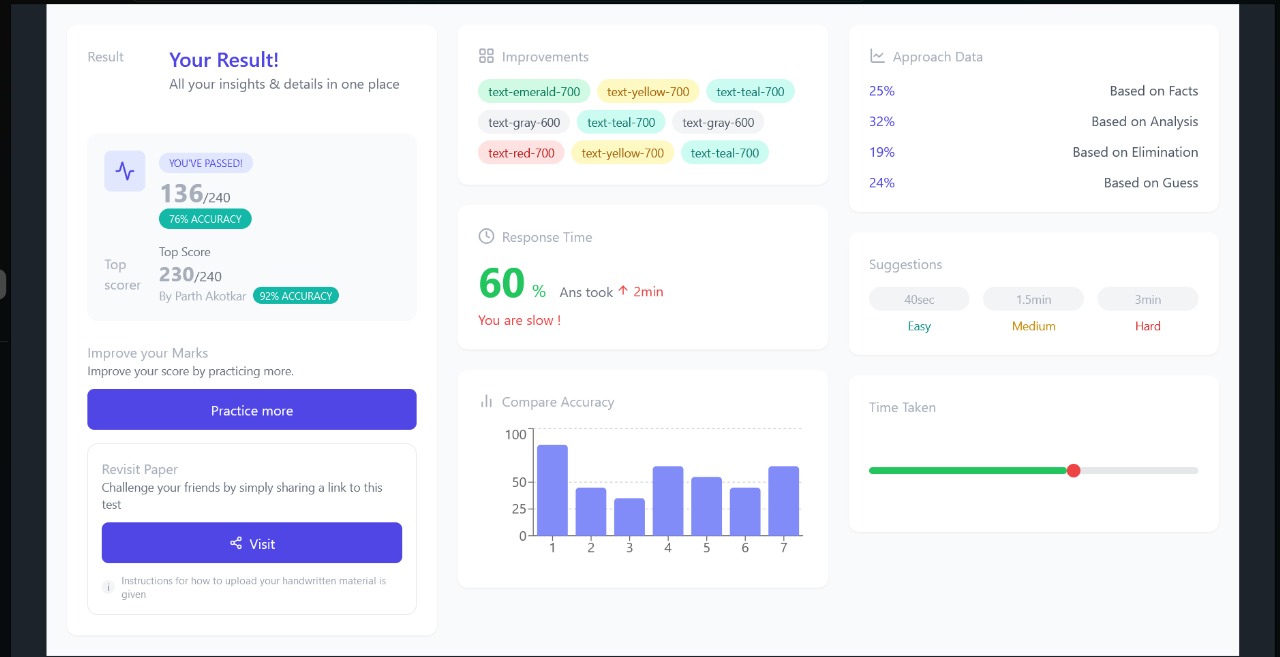 Result
Your Result!
All your insights & details in one place
YOU'VE PASSED!
136/240
76% ACCURACY
Top scorer
Top Score
230/240
By Parth Akotkar 92% ACCURACY
Improve your Marks
Improve your score by practicing more.
Practice more
Revisit Paper
Challenge your friends by simply sharing a link to this
test
Visit
i
Instructions for how to upload your handwritten material is
given
Improvements
text-emerald-700 text-yellow-700 text-teal-700
text-gray-600 text-teal-700 text-gray-600
text-red-700 text-yellow-700 text-teal-700
Response Time
60 % Ans took ↑ 2min
You are slow !
Compare Accuracy
100
50
25
0
1 2 3 4 5 6 7
Approach Data
25% Based on Facts
32% Based on Analysis
19% Based on Elimination
24% Based on Guess
Suggestions
40sec 1.5min 3min
Easy Medium Hard
Time Taken